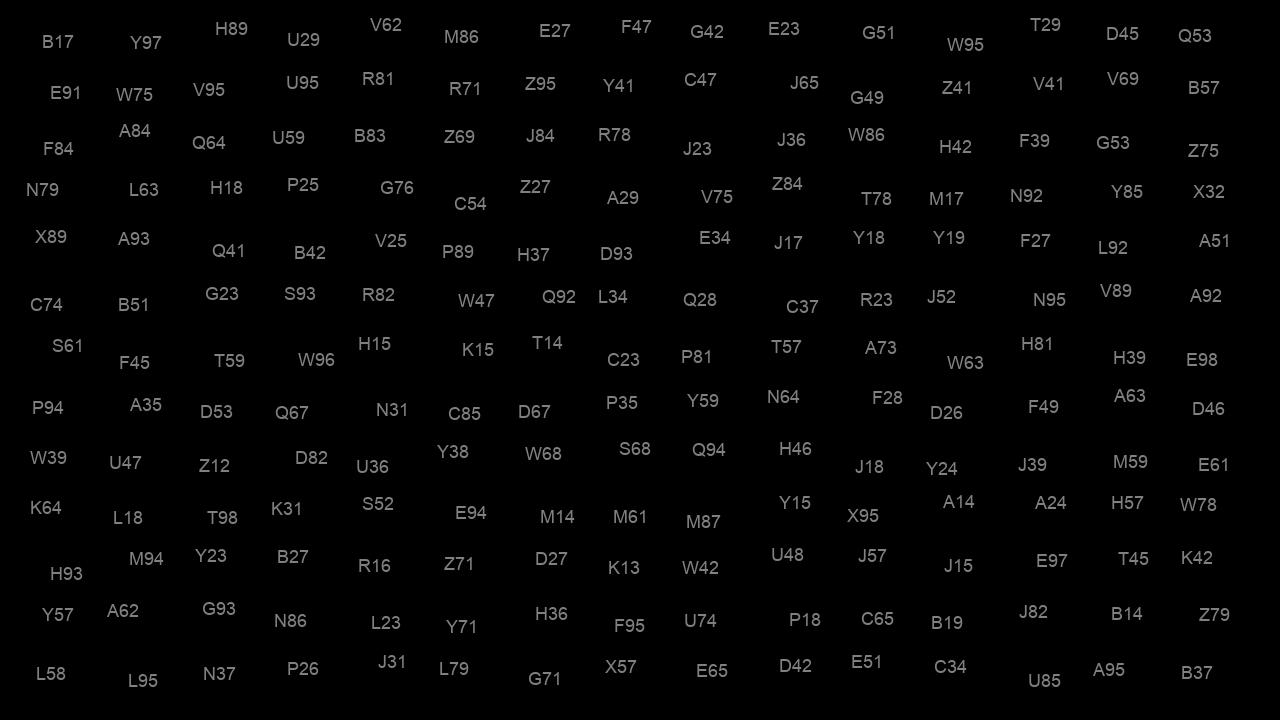 B17 Y97 H89 U29 V62 M86 E27 F47 G42 E23 G51 W95 T29 D45 Q53
E91 W75 V95 U95 R81 R71 Z95 Y41 C47 J65 G49 Z41 V41 V69 B57
F84 A84 Q64 U59 B83 Z69 J84 R78 J23 J36 W86 H42 F39 G53 Z75
N79 L63 H18 P25 G76 C54 Z27 A29 V75 Z84 T78 M17 N92 Y85 X32
X89 A93 Q41 B42 V25 P89 H37 D93 E34 J17 Y18 Y19 F27 L92 A51
C74 B51 G23 S93 R82 W47 Q92 L34 Q28 C37 R23 J52 N95 V89 A92
S61 F45 T59 W96 H15 K15 T14 C23 P81 T57 A73 W63 H81 H39 E98
P94 A35 D53 Q67 N31 C85 D67 P35 Y59 N64 F28 D26 F49 A63 D46
W39 U47 Z12 D82 U36 Y38 W68 S68 Q94 H46 J18 Y24 J39 M59 E61
K64 L18 T98 K31 S52 E94 M14 M61 M87 Y15 X95 A14 A24 H57 W78
H93 M94 Y23 B27 R16 Z71 D27 K13 W42 U48 J57 J15 E97 T45 K42
Y57 A62 G93 N86 L23 Y71 H36 F95 U74 P18 C65 B19 J82 B14 Z79
L58 L95 N37 P26 J31 L79 G71 X57 E65 D42 E51 C34 U85 A95 B37